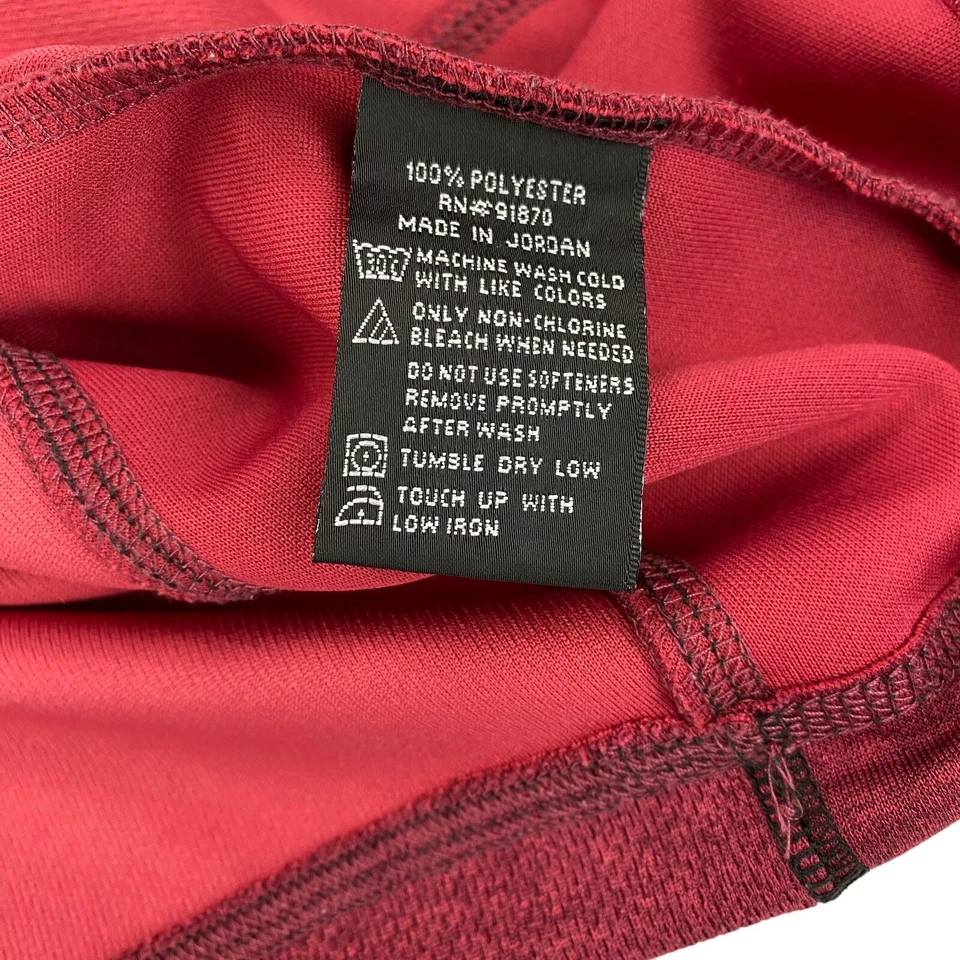 100% POLYESTER
RN#91870
MADE IN JORDAN
30C MACHINE WASH COLD
WITH LIKE COLORS
ONLY NON-CHLORINE
BLEACH WHEN NEEDED
DO NOT USE SOFTENERS
REMOVE PROMPTLY
AFTER WASH
TUMBLE DRY LOW
TOUCH UP WITH
LOW IRON